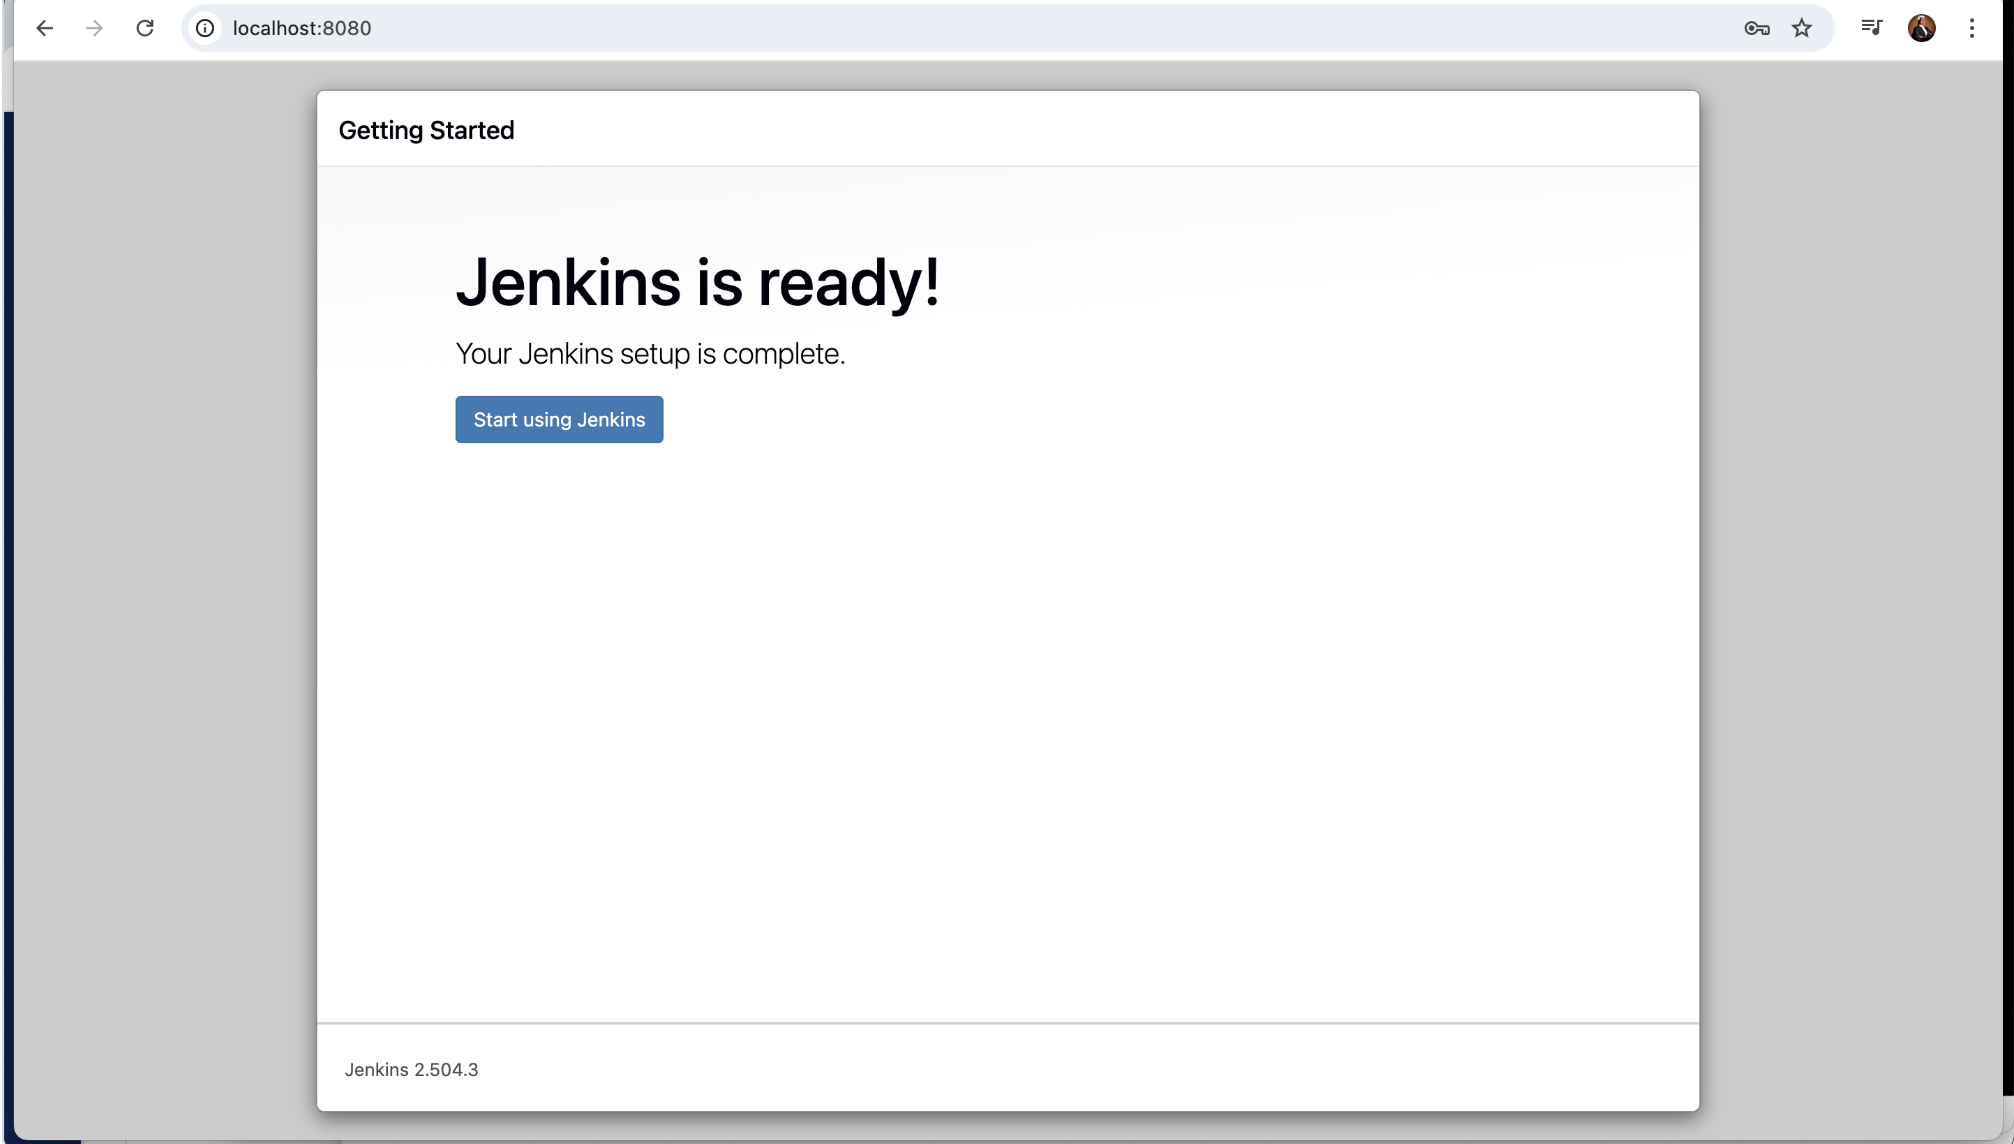 localhost:8080
Getting Started
Jenkins is ready!
Your Jenkins setup is complete.
Start using Jenkins
Jenkins 2.504.3